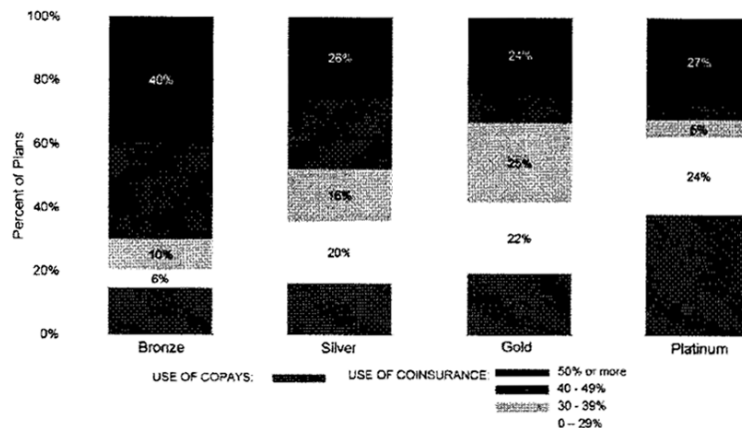 100%
80%
60%
40%
20%
0%
Percent of Plans
40%
10%
6%
26%
16%
20%
24%
25%
22%
27%
6%
24%
Bronze
Silver
Gold
Platinum
USE OF COPAYS:
USE OF COINSURANCE:
50% or more
40 - 49%
30 - 39%
0 – 29%